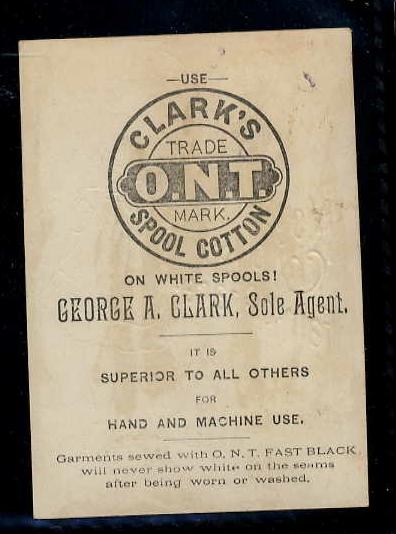 —USE—
CLARK'S
TRADE
O.N.T.
MARK.
SPOOL COTTON
ON WHITE SPOOLS!
GEORGE A. CLARK, Sole Agent.
IT IS
SUPERIOR TO ALL OTHERS
FOR
HAND AND MACHINE USE.
Garments sewed with O. N. T. FAST BLACK
will never show white on the seams
after being worn or washed.